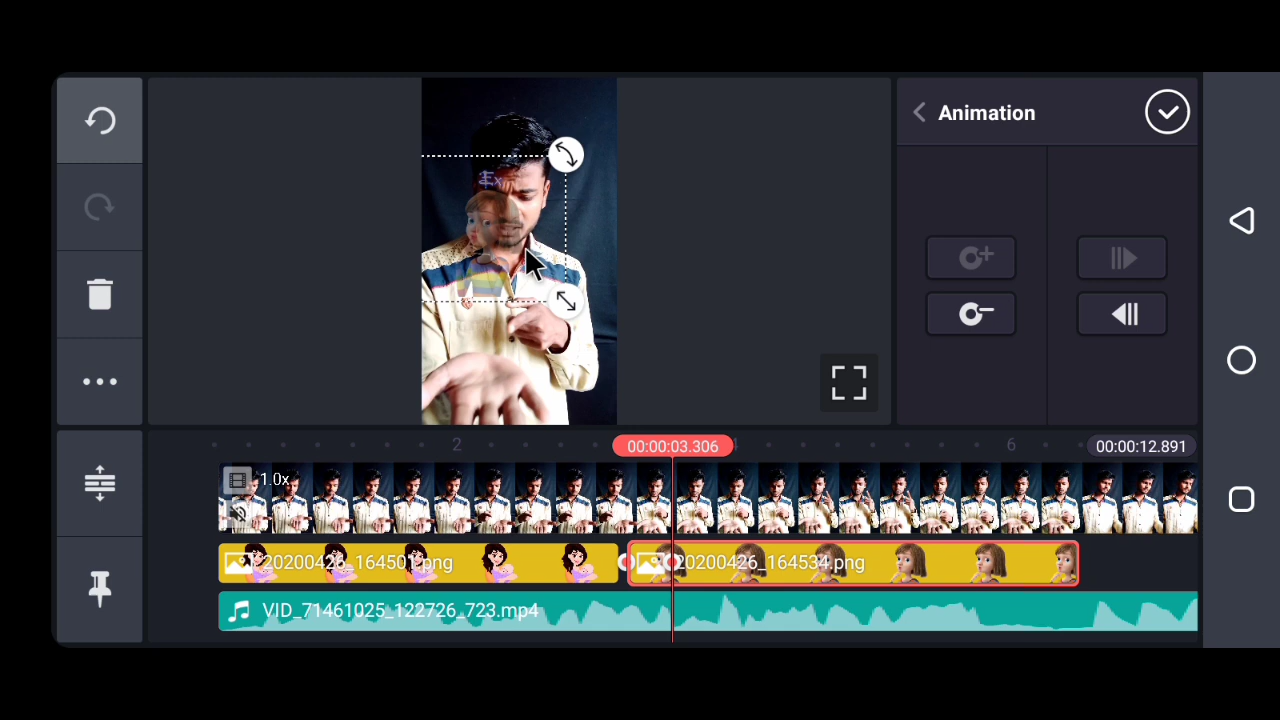 Animation
2
00:00:03.306
4
6
00:00:12.891
1.0x
20200426_164501.png
20200426_164534.png
VID_71461025_122726_723.mp4